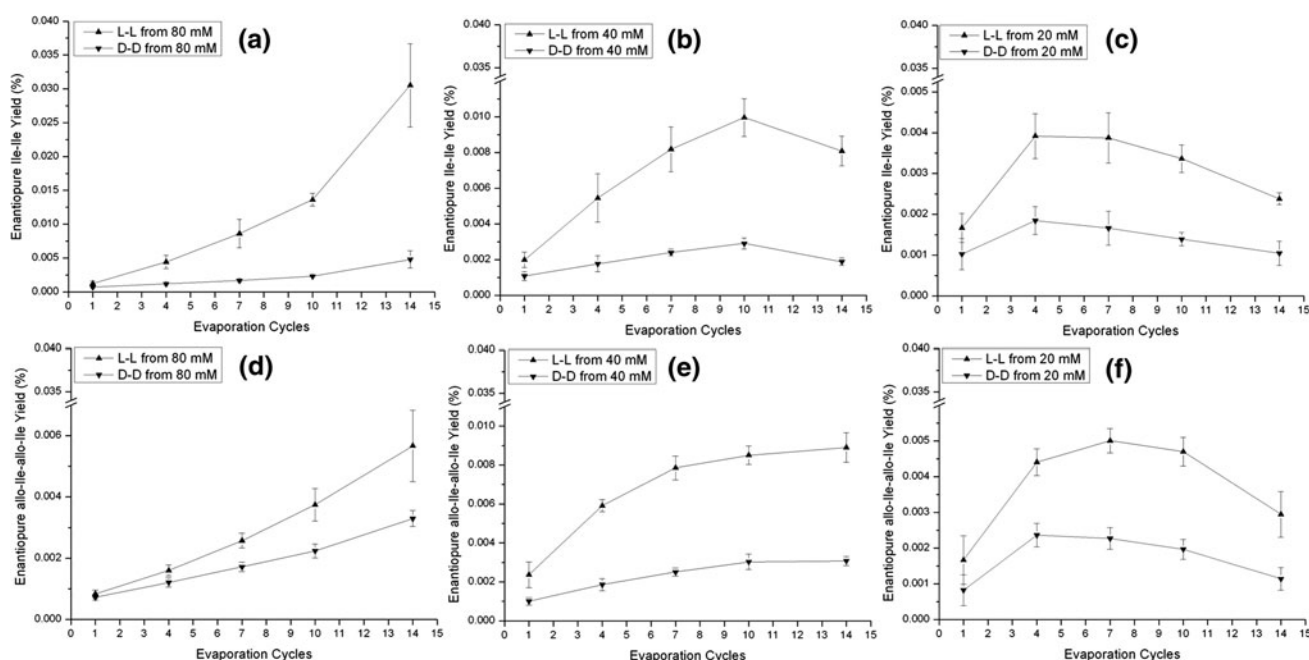 L-L from 80 mM
D-D from 80 mM
(a)
Enantiopure Ile-Ile Yield (%)
0.040
0.035
0.030
0.025
0.020
0.015
0.010
0.005
0.000
0 1 2 3 4 5 6 7 8 9 10 11 12 13 14 15
Evaporation Cycles
L-L from 40 mM
D-D from 40 mM
(b)
Enantiopure Ile-Ile Yield (%)
0.040
0.035
0.010
0.008
0.006
0.004
0.002
0.000
0 1 2 3 4 5 6 7 8 9 10 11 12 13 14 15
Evaporation Cycles
L-L from 20 mM
D-D from 20 mM
(c)
Enantiopure Ile-Ile Yield (%)
0.040
0.035
0.005
0.004
0.003
0.002
0.001
0.000
0 1 2 3 4 5 6 7 8 9 10 11 12 13 14 15
Evaporation Cycles
L-L from 80 mM
D-D from 80 mM
(d)
Enantiopure allo-Ile-allo-Ile Yield (%)
0.040
0.035
0.006
0.004
0.002
0.000
0 1 2 3 4 5 6 7 8 9 10 11 12 13 14 15
Evaporation Cycles
L-L from 40 mM
D-D from 40 mM
(e)
Enantiopure allo-Ile-allo-Ile Yield (%)
0.040
0.035
0.010
0.008
0.006
0.004
0.002
0.000
0 1 2 3 4 5 6 7 8 9 10 11 12 13 14 15
Evaporation Cycles
L-L from 20 mM
D-D from 20 mM
(f)
Enantiopure allo-Ile-allo-Ile Yield (%)
0.040
0.035
0.005
0.004
0.003
0.002
0.001
0.000
0 1 2 3 4 5 6 7 8 9 10 11 12 13 14 15
Evaporation Cycles